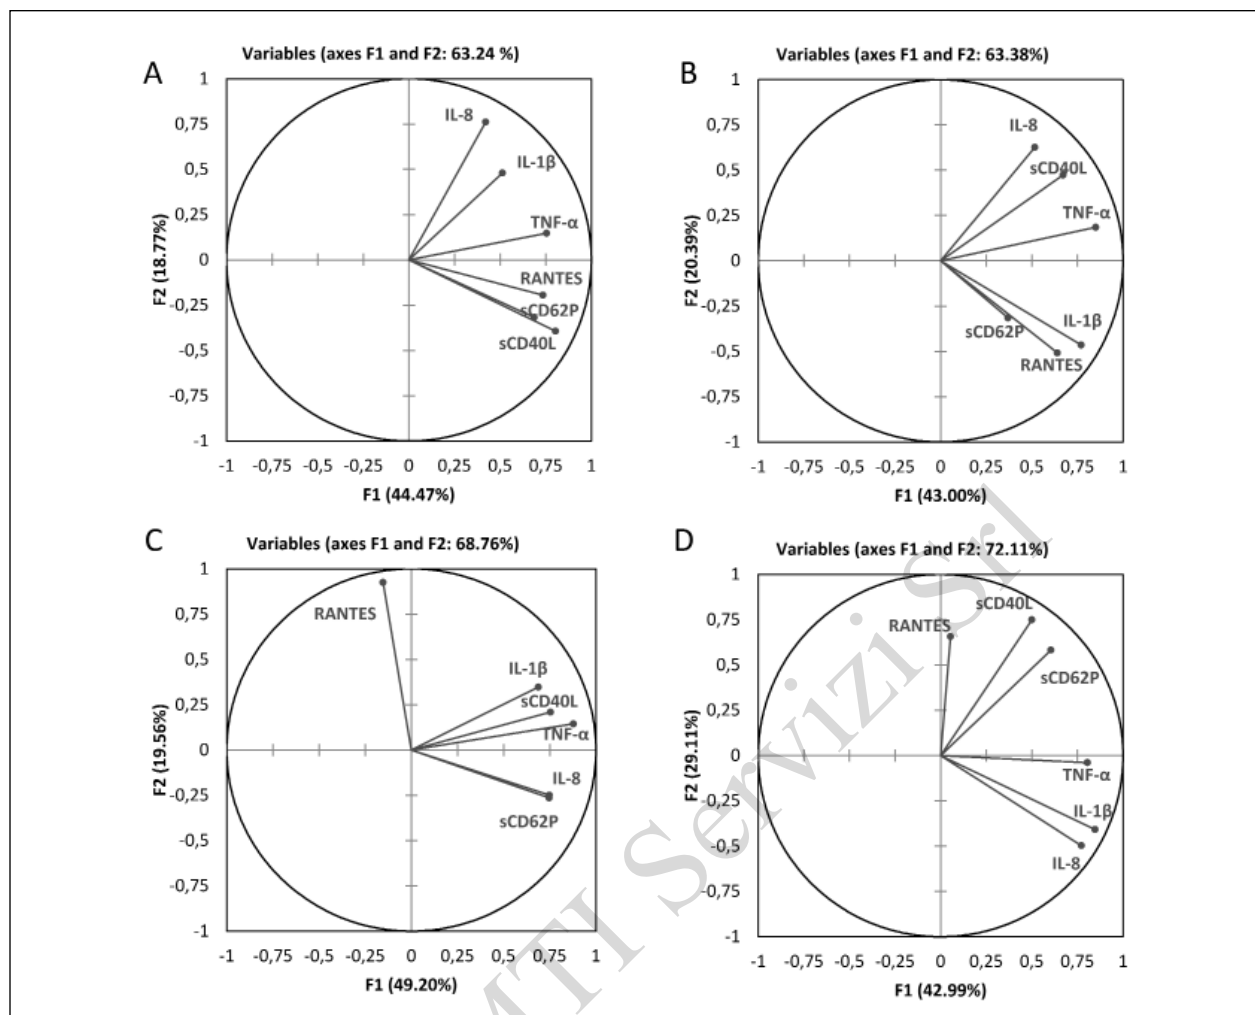 A
Variables (axes F1 and F2: 63.24 %)
1
0,75
0,5
0,25
0
-0,25
-0,5
-0,75
-1
F2 (18.77%)
IL-8
IL-1β
TNF-α
RANTES
sCD62P
sCD40L
-1 -0,75 -0,5 -0,25 0 0,25 0,5 0,75 1
F1 (44.47%)
B
Variables (axes F1 and F2: 63.38%)
1
0,75
0,5
0,25
0
-0,25
-0,5
-0,75
-1
F2 (20.39%)
IL-8
sCD40L
TNF-α
sCD62P
IL-1β
RANTES
-1 -0,75 -0,5 -0,25 0 0,25 0,5 0,75 1
F1 (43.00%)
C
Variables (axes F1 and F2: 68.76%)
1
0,75
0,5
0,25
0
-0,25
-0,5
-0,75
-1
F2 (19.56%)
RANTES
IL-1β
sCD40L
TNF-α
IL-8
sCD62P
-1 -0,75 -0,5 -0,25 0 0,25 0,5 0,75 1
F1 (49.20%)
D
Variables (axes F1 and F2: 72.11%)
1
0,75
0,5
0,25
0
-0,25
-0,5
-0,75
-1
F2 (29.11%)
sCD40L
RANTES
sCD62P
TNF-α
IL-1β
IL-8
-1 -0,75 -0,5 -0,25 0 0,25 0,5 0,75 1
F1 (42.99%)
MTI Servizi Srl